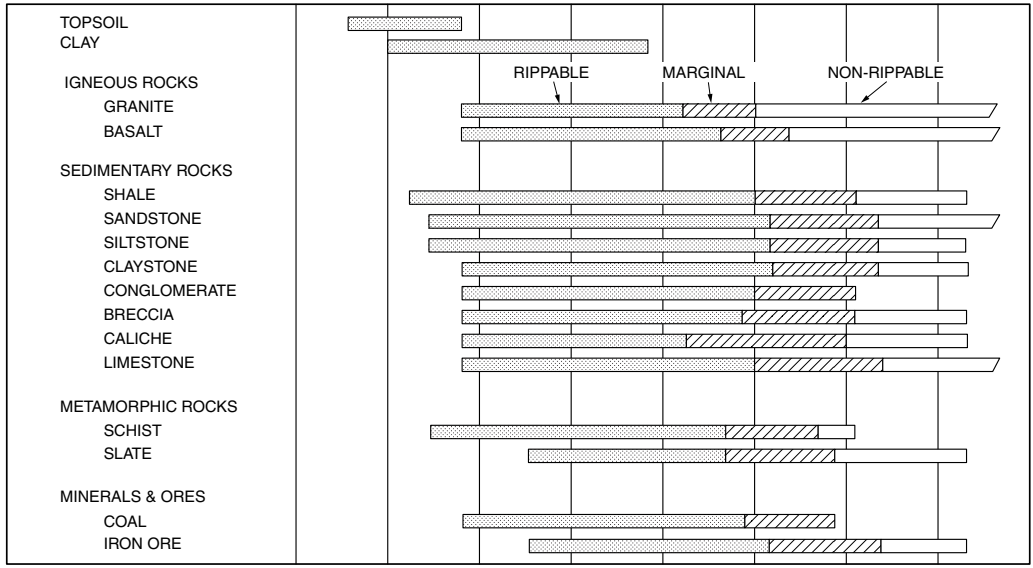 TOPSOIL
CLAY
RIPPABLE MARGINAL NON-RIPPABLE
IGNEOUS ROCKS
GRANITE
BASALT
SEDIMENTARY ROCKS
SHALE
SANDSTONE
SILTSTONE
CLAYSTONE
CONGLOMERATE
BRECCIA
CALICHE
LIMESTONE
METAMORPHIC ROCKS
SCHIST
SLATE
MINERALS & ORES
COAL
IRON ORE